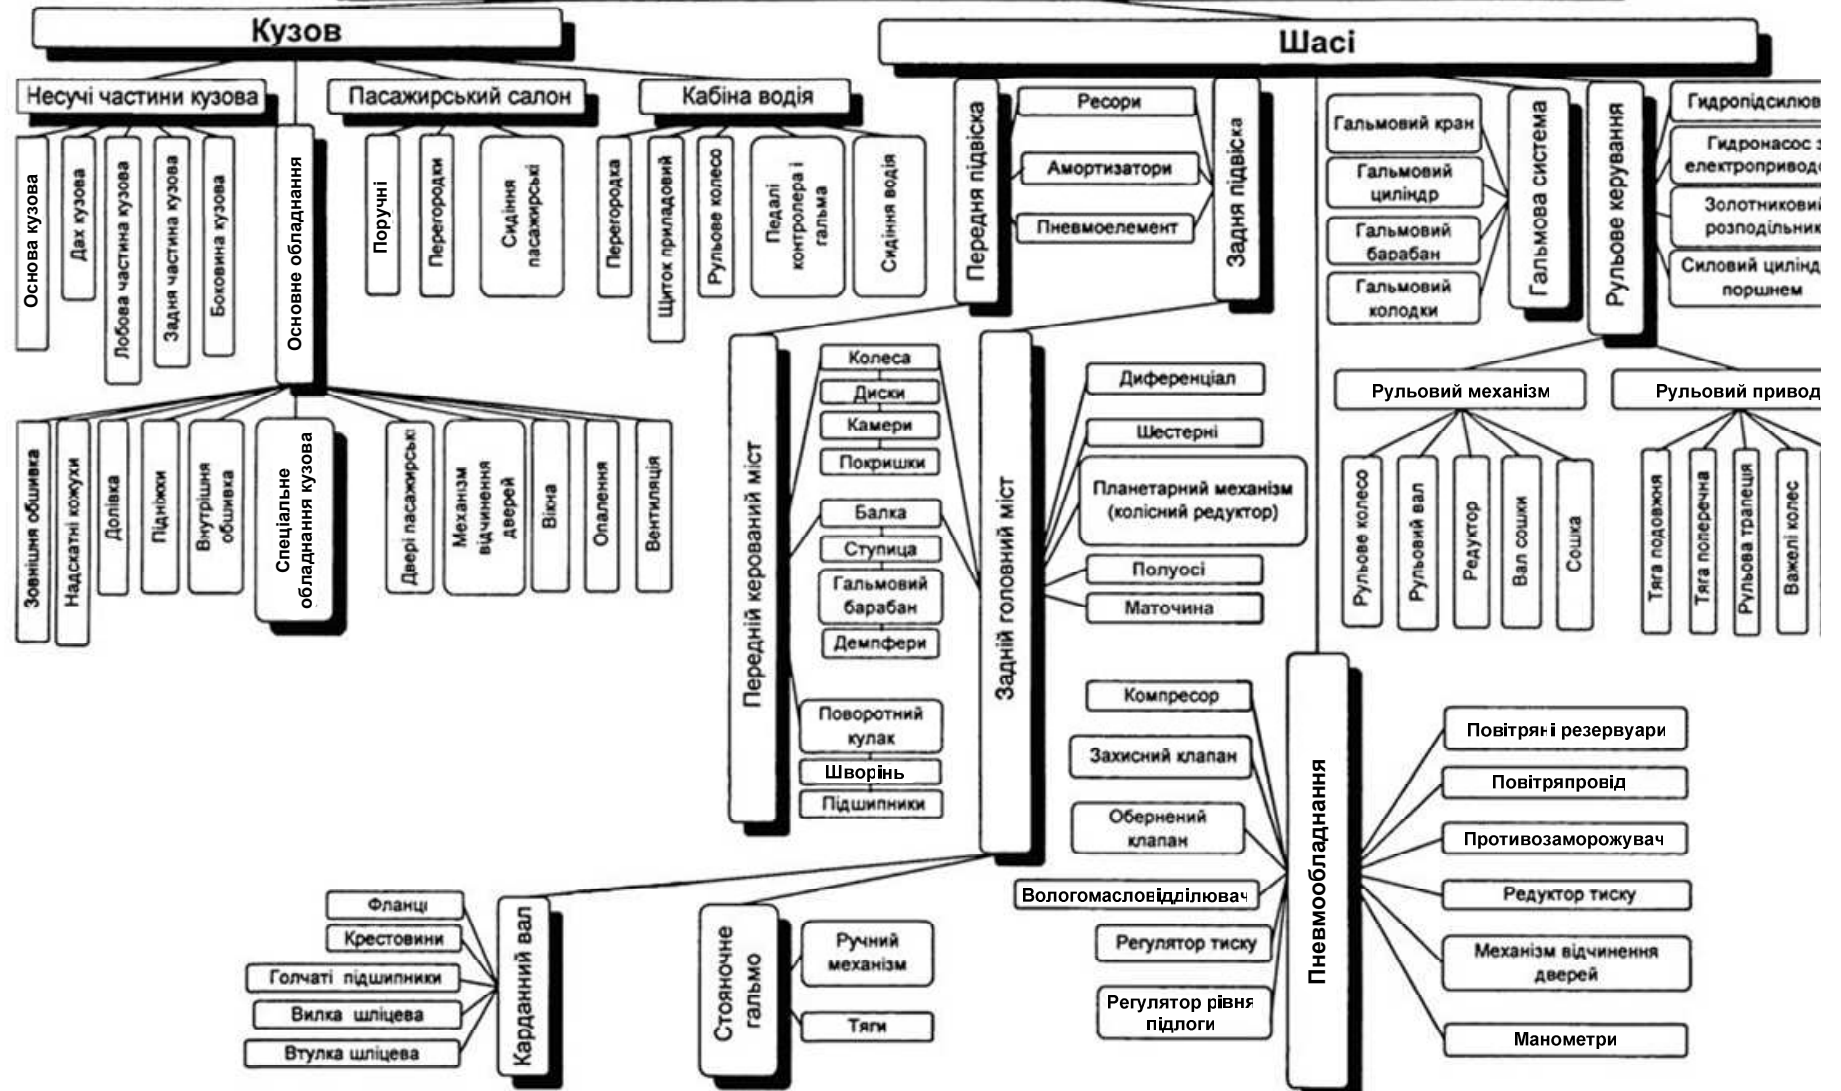 Кузов
Шасі
Несучі частини кузова
Пасажирський салон
Кабіна водія
Основа кузова
Дах кузова
Лобова частина кузова
Задня частина кузова
Боковина кузова
Основне обладнання
Поручні
Перегородки
Сидіння
пасажирські
Перегородка
Щиток приладовий
Рульове колесо
Педалі
контролера і
гальма
Сидіння водія
Зовнішня обшивка
Надскатні кожухи
Долівка
Підніжки
Внутрішня
обшивка
Спеціальне
обладнання кузова
Двері пасажирські
Механізм
відчинення
дверей
Вікна
Опалення
Вентиляція
Передня підвіска
Ресори
Амортизатори
Пневмоелемент
Задня підвіска
Гальмовий кран
Гальмовий
циліндр
Гальмовий
барабан
Гальмовий
колодки
Гальмова система
Рульове керування
Гидропідсилюв
Гидронасос з
електроприводо
Золотниковий
розподільник
Силовий цилінд
поршнем
Передній керований міст
Колеса
Диски
Камери
Покришки
Балка
Ступица
Гальмовий
барабан
Демпфери
Поворотний
кулак
Шворінь
Підшипники
Задній головний міст
Диференціал
Шестерні
Планетарний механізм
(колісний редуктор)
Полуосі
Маточина
Рульовий механізм
Рульовий привод
Рульове колесо
Рульовий вал
Редуктор
Вал сошки
Сошка
Тяга подовжня
Тяга поперечна
Рульова трапеція
Важелі колес
Компресор
Захисний клапан
Обернений
клапан
Вологомасловідділювач
Регулятор тиску
Регулятор рівня
підлоги
Пневмообладнання
Повітряні резервуари
Повітряпровід
Противозаморожувач
Редуктор тиску
Механізм відчинення
дверей
Манометри
Фланці
Крестовини
Голчаті підшипники
Вилка шліцева
Втулка шліцева
Карданний вал
Стояночне
гальмо
Ручний
механізм
Тяги